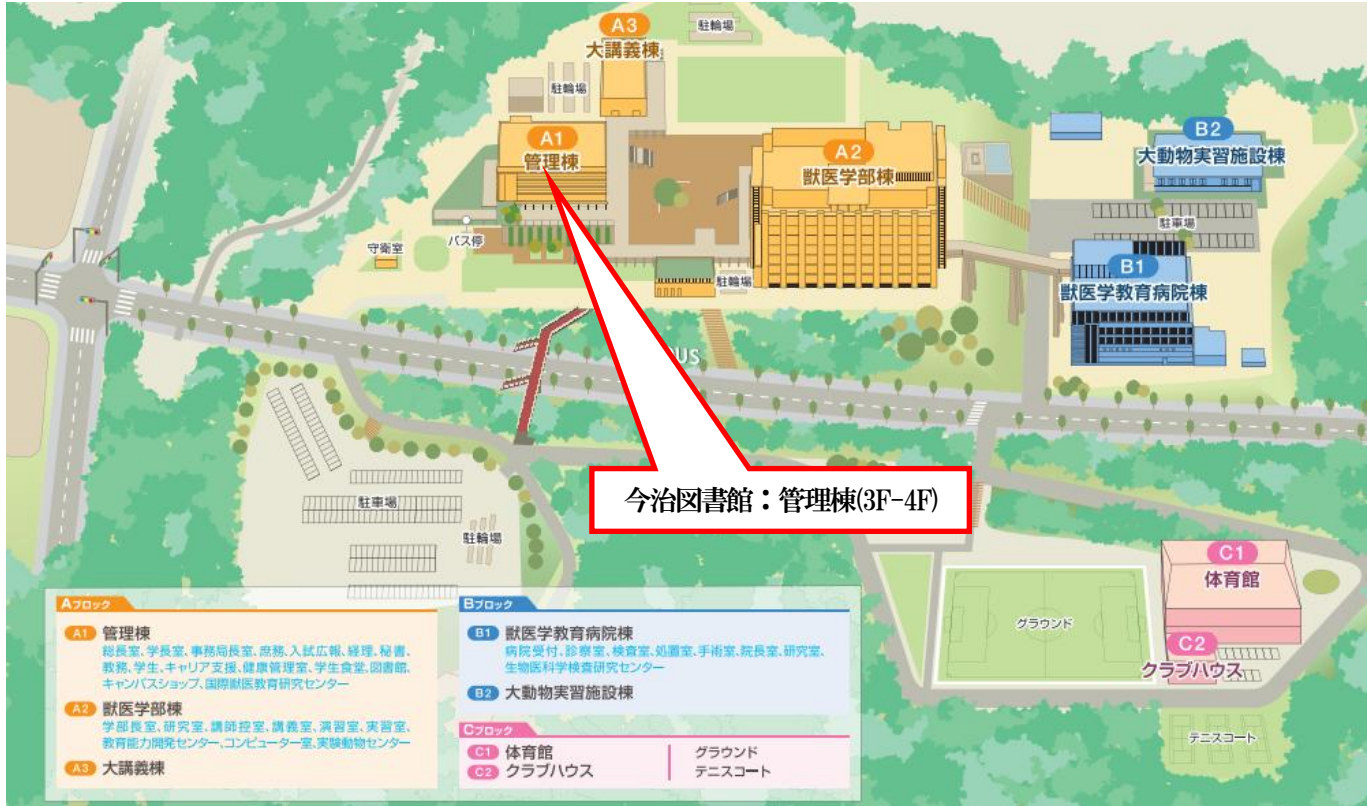 A3
大講義棟
駐輪場
駐輪場
A1
管理棟
A2
獣医学部棟
B2
大動物実習施設棟
駐車場
守衛室
バス停
駐輪場
B1
獣医学教育病院棟
US
今治図書館：管理棟(3F-4F)
駐車場
駐輪場
C1
体育館
グラウンド
C2
クラブハウス
テニスコート
Aブロック
A1 管理棟
総長室、学長室、事務局長室、庶務、入試広報、経理、秘書、
教務、学生、キャリア支援、健康管理室、学生食堂、図書館、
キャンパスショップ、国際獣医教育研究センター
A2 獣医学部棟
学部長室、研究室、講師控室、講義室、演習室、実習室、
教育能力開発センター、コンピューター室、実験動物センター
A3 大講義棟
Bブロック
B1 獣医学教育病院棟
病院受付、診察室、検査室、処置室、手術室、院長室、研究室、
生物医科学検査研究センター
B2 大動物実習施設棟
Cブロック
C1 体育館
C2 クラブハウス
グラウンド
テニスコート